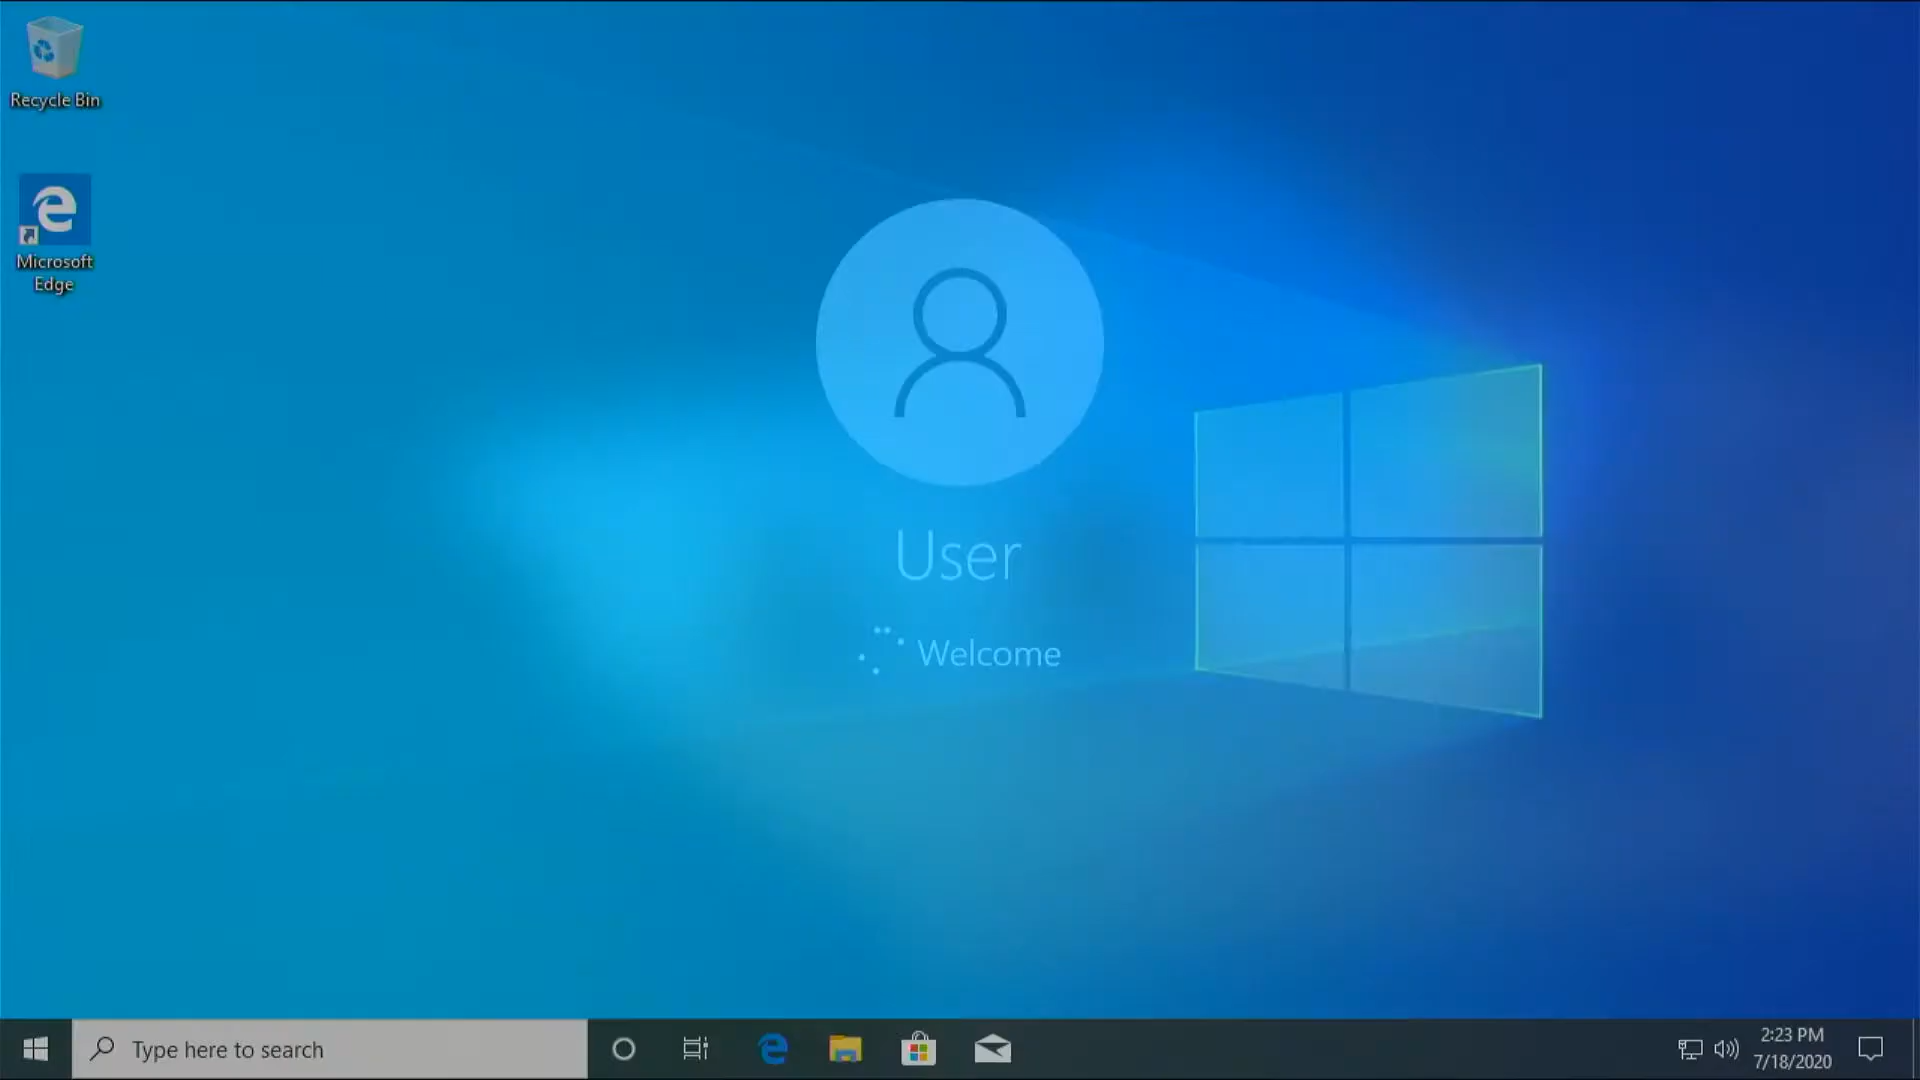 Recycle Bin
Microsoft
Edge
User
Welcome
Type here to search
2:23 PM
7/18/2020